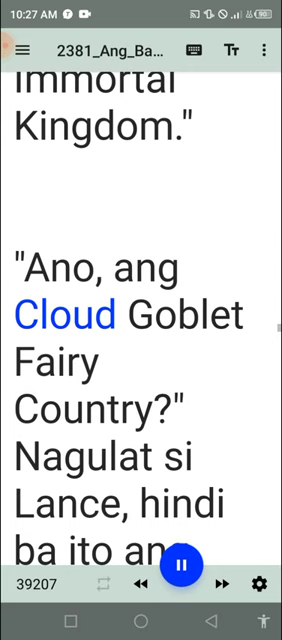 10:27 AM
2381_Ang_Ba...
Immortal
Kingdom."
"Ano, ang
Cloud Goblet
Fairy
Country?"
Nagulat si
Lance, hindi
ba ito ang
39207